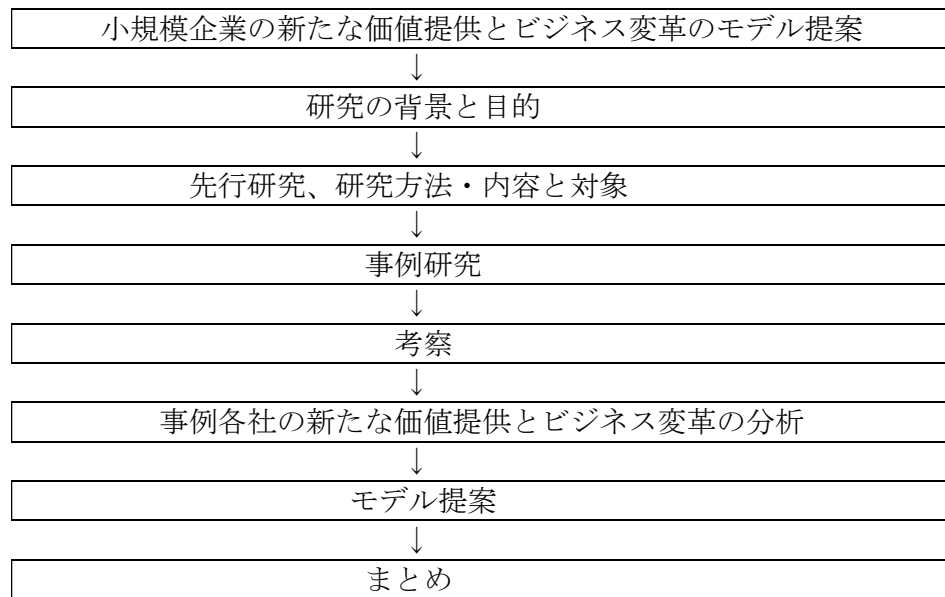 小規模企業の新たな価値提供とビジネス変革のモデル提案
↓
研究の背景と目的
↓
先行研究、研究方法・内容と対象
↓
事例研究
↓
考察
↓
事例各社の新たな価値提供とビジネス変革の分析
↓
モデル提案
↓
まとめ